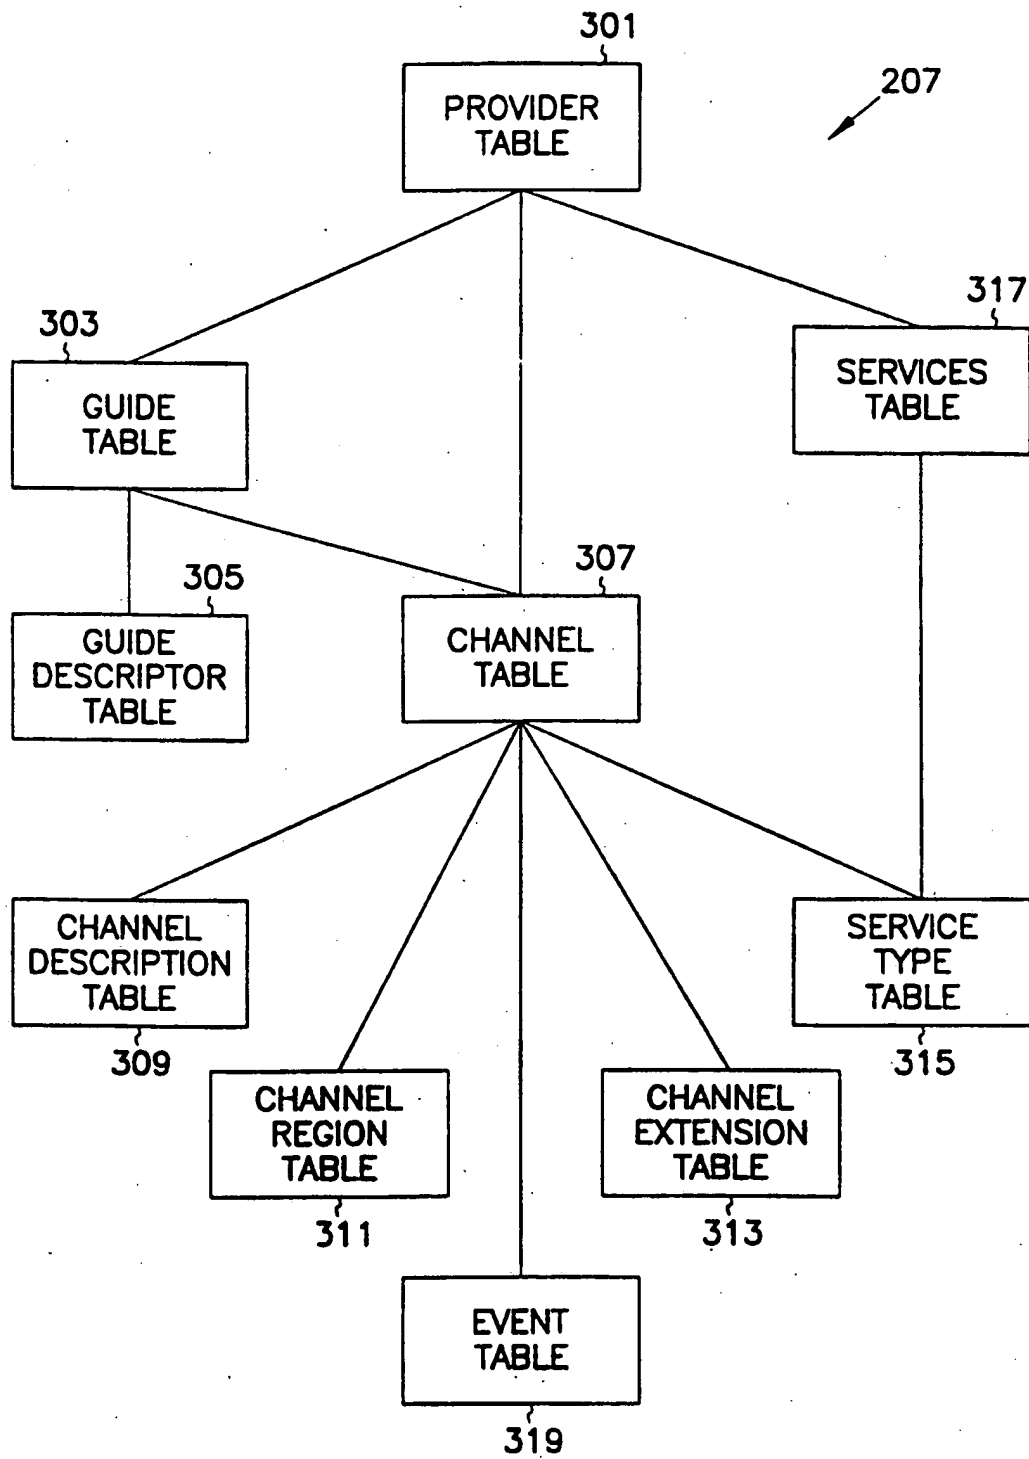 301
PROVIDER
TABLE
207
317
SERVICES
TABLE
303
GUIDE
TABLE
305
GUIDE
DESCRIPTOR
TABLE
307
CHANNEL
TABLE
CHANNEL
DESCRIPTION
TABLE
309
SERVICE
TYPE
TABLE
315
CHANNEL
REGION
TABLE
311
CHANNEL
EXTENSION
TABLE
313
EVENT
TABLE
319